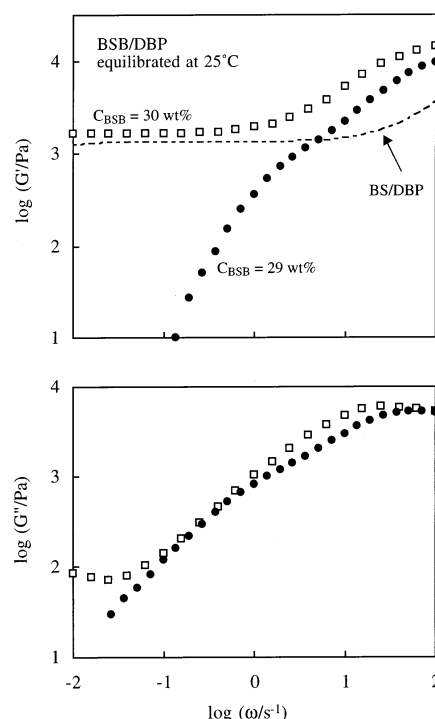 BSB/DBP
equilibrated at 25°C
C_BSB = 30 wt%
BS/DBP
C_BSB = 29 wt%
log (G'/Pa)
4
3
2
1
log (G''/Pa)
4
3
2
1
-2 -1 0 1 2
log (ω/s⁻¹)